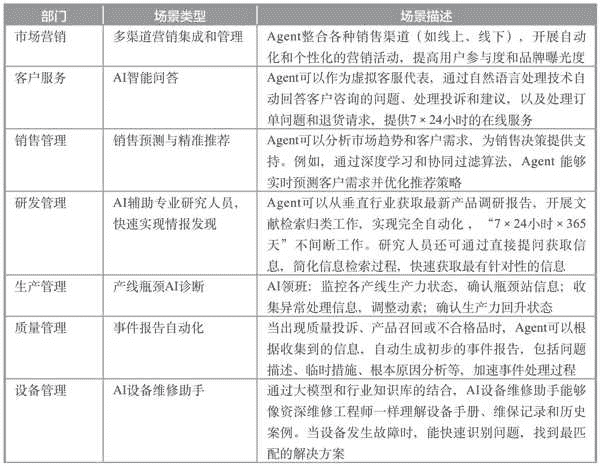 部门 场景类型 场景描述
市场营销 多渠道营销集成和管理 Agent整合各种销售渠道（如线上、线下），开展自动
化和个性化的营销活动，提高用户参与度和品牌曝光度
客户服务 AI智能问答 Agent可以作为虚拟客服代表，通过自然语言处理技术自
动回答客户咨询的问题、处理投诉和建议，以及处理订
单问题和退货请求，提供7×24小时的在线服务
销售管理 销售预测与精准推荐 Agent可以分析市场趋势和客户需求，为销售决策提供支
持。例如，通过深度学习和协同过滤算法，Agent 能够
实时预测客户需求并优化推荐策略
研发管理 AI辅助专业研究人员， Agent可以从垂直行业获取最新产品调研报告，开展文
快速实现情报发现 献检索归类工作，实现完全自动化，“7×24小时×365
天”不间断工作。研究人员还可通过直接提问获取信
息，简化信息检索过程，快速获取最有针对性的信息
生产管理 产线瓶颈AI诊断 AI领班：监控各产线生产力状态，确认瓶颈站信息；收
集异常处理信息，调整动素；确认生产力回升状态
质量管理 事件报告自动化 当出现质量投诉、产品召回或不合格品时，Agent可以根
据收集到的信息，自动生成初步的事件报告，包括问题
描述、临时措施、根本原因分析等，加速事件处理过程
设备管理 AI设备维修助手 通过大模型和行业知识库的结合，AI设备维修助手能够
像资深维修工程师一样理解设备手册、维保记录和历史
案例。当设备发生故障时，能快速识别问题，找到最匹
配的解决方案